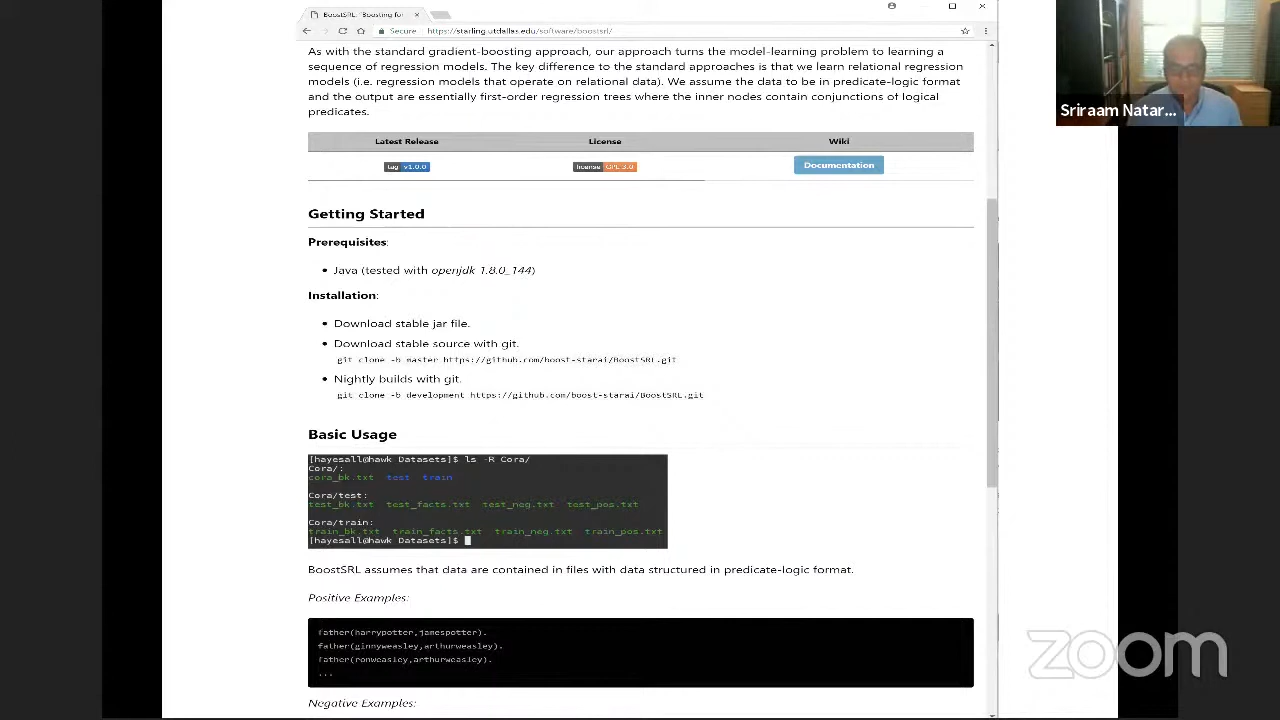 BoostSRL: "Boosting for
Secure
https://starling.utdallas.edu/software/boostsrl/
As with the standard gradient-boosting approach, our approach turns the model-learning problem to learning a
sequence of regression models. The key difference to the standard approaches is that we learn relational regression
models (i.e. regression models that operate on relational data). We assume the data to be in predicate-logic format
and the output are essentially first-order regression trees where the inner nodes contain conjunctions of logical
predicates.
Sriraam Natar...
Latest Release License Wiki
tag v1.0.0 license GPL-3.0 Documentation
Getting Started
Prerequisites:
• Java (tested with openjdk 1.8.0_144)
Installation:
• Download stable jar file.
• Download stable source with git.
git clone -b master https://github.com/boost-starai/BoostSRL.git
• Nightly builds with git.
git clone -b development https://github.com/boost-starai/BoostSRL.git
Basic Usage
[hayesall@hawk Datasets]$ ls -R Cora/
Cora/:
cora_bk.txt test train
Cora/test:
test_bk.txt test_facts.txt test_neg.txt test_pos.txt
Cora/train:
train_bk.txt train_facts.txt train_neg.txt train_pos.txt
[hayesall@hawk Datasets]$
BoostSRL assumes that data are contained in files with data structured in predicate-logic format.
Positive Examples:
father(harrypotter,jamespotter).
father(ginnyweasley,arthurweasley).
father(ronweasley,arthurweasley).
...
Negative Examples:
zoom